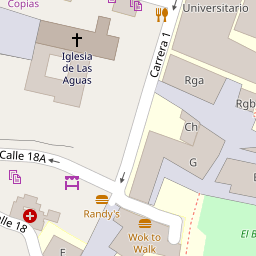 Copias
Universitario
Iglesia
de Las
Aguas
Carrera 1
Rga
Rgb
Ch
G
Calle 18A
Randy's
Calle 18
Wok to
Walk
El B
E